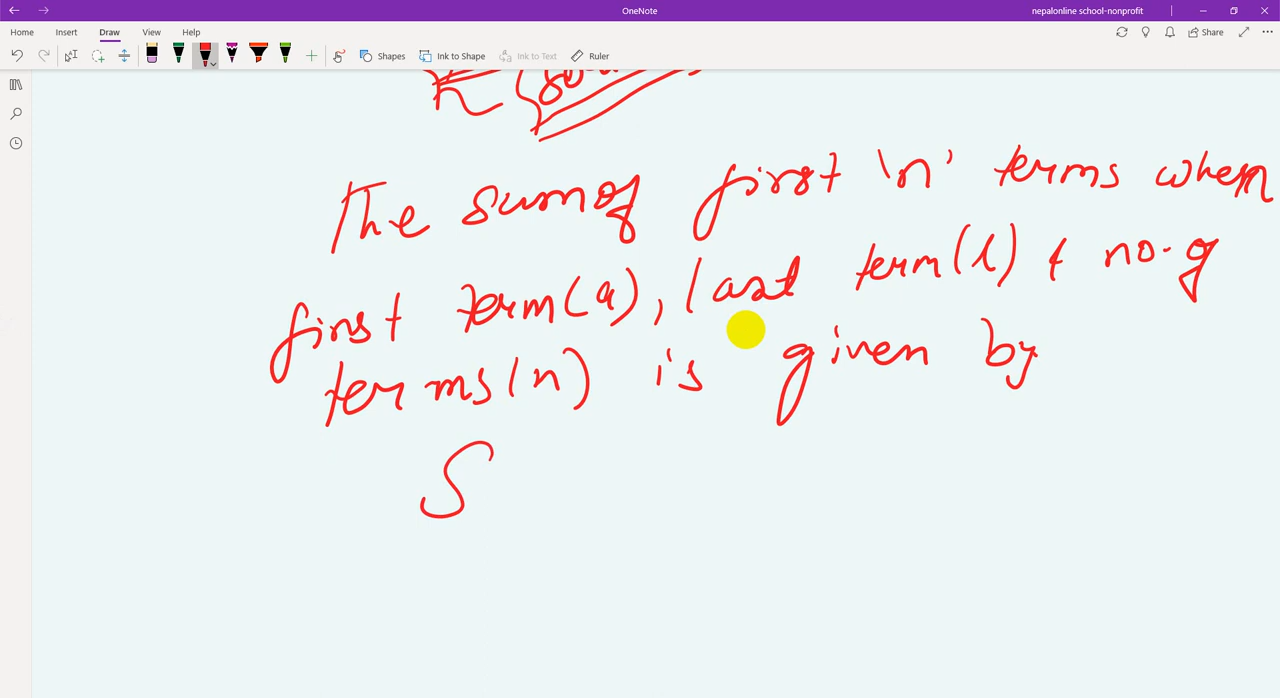 OneNote
nepalonline school-nonprofit
Home Insert Draw View Help
Share
Shapes Ink to Shape Ink to Text Ruler
The sum of first 'n' terms when
first term(a), last term(l) & no. of
terms(n) is given by
S